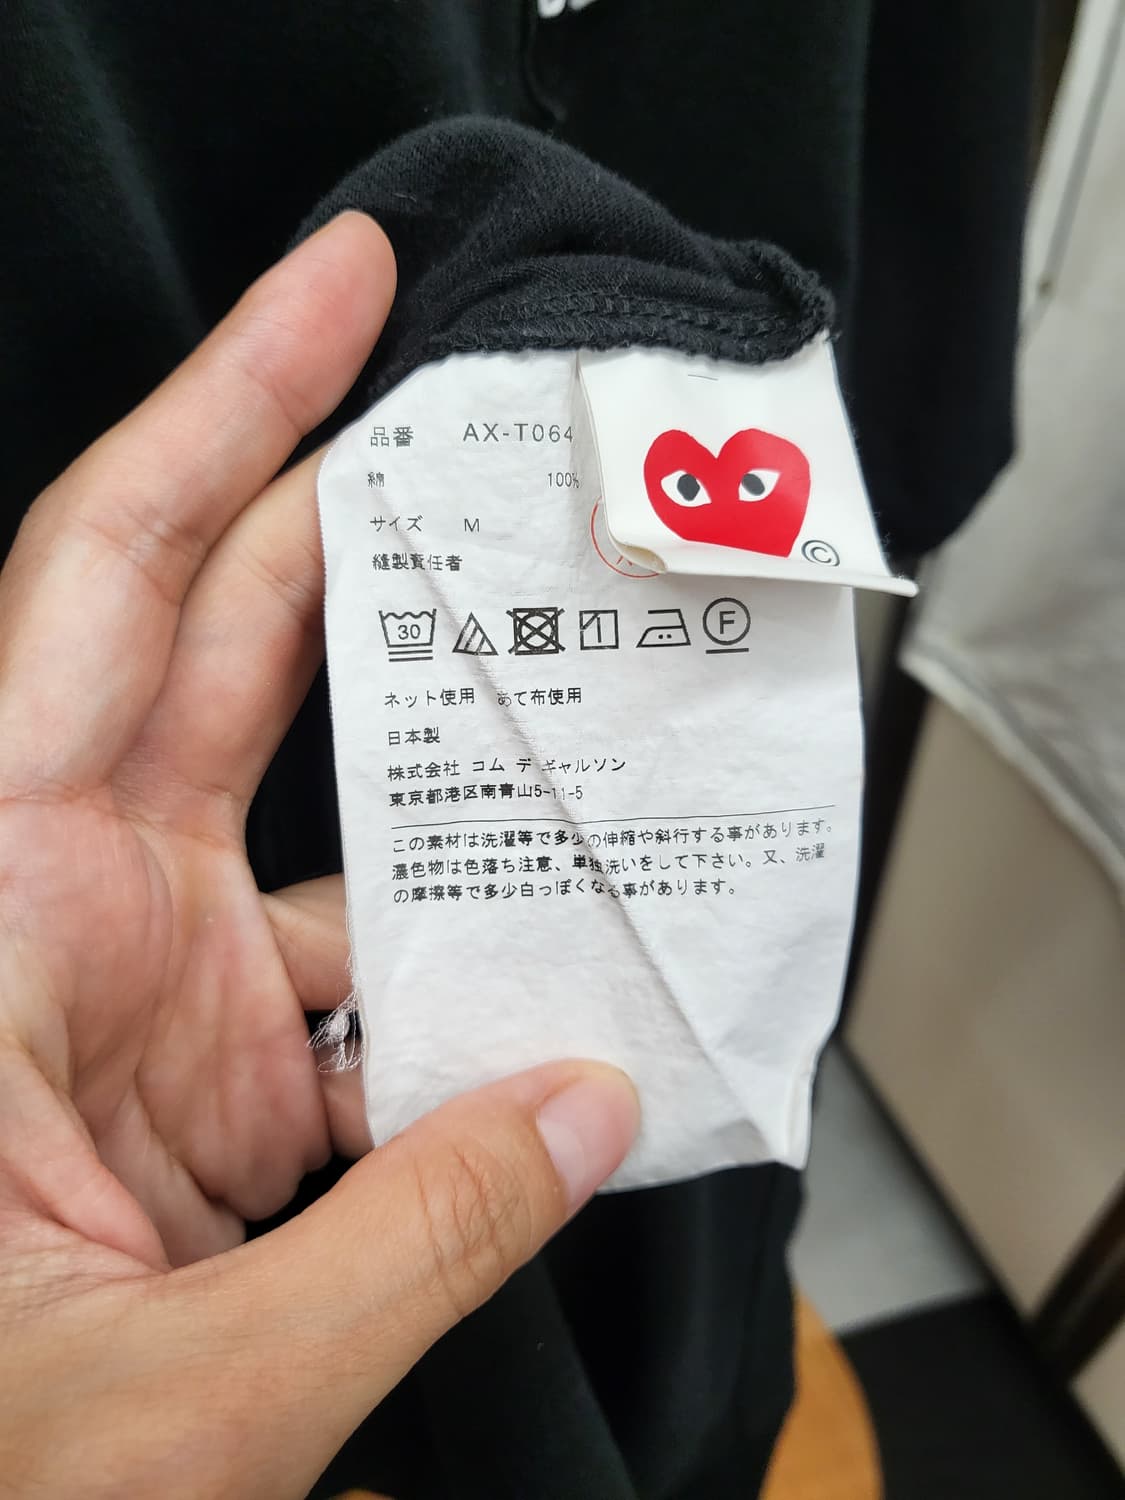 品番 AX-T064
綿 100%
サイズ M
縫製責任者
©
30
F
ネット使用 あて布使用
日本製
株式会社 コム デ ギャルソン
東京都港区南青山5-11-5
この素材は洗濯等で多少の伸縮や斜行する事があります。
濃色物は色落ち注意、単独洗いをして下さい。又、洗濯
の摩擦等で多少白っぽくなる事があります。